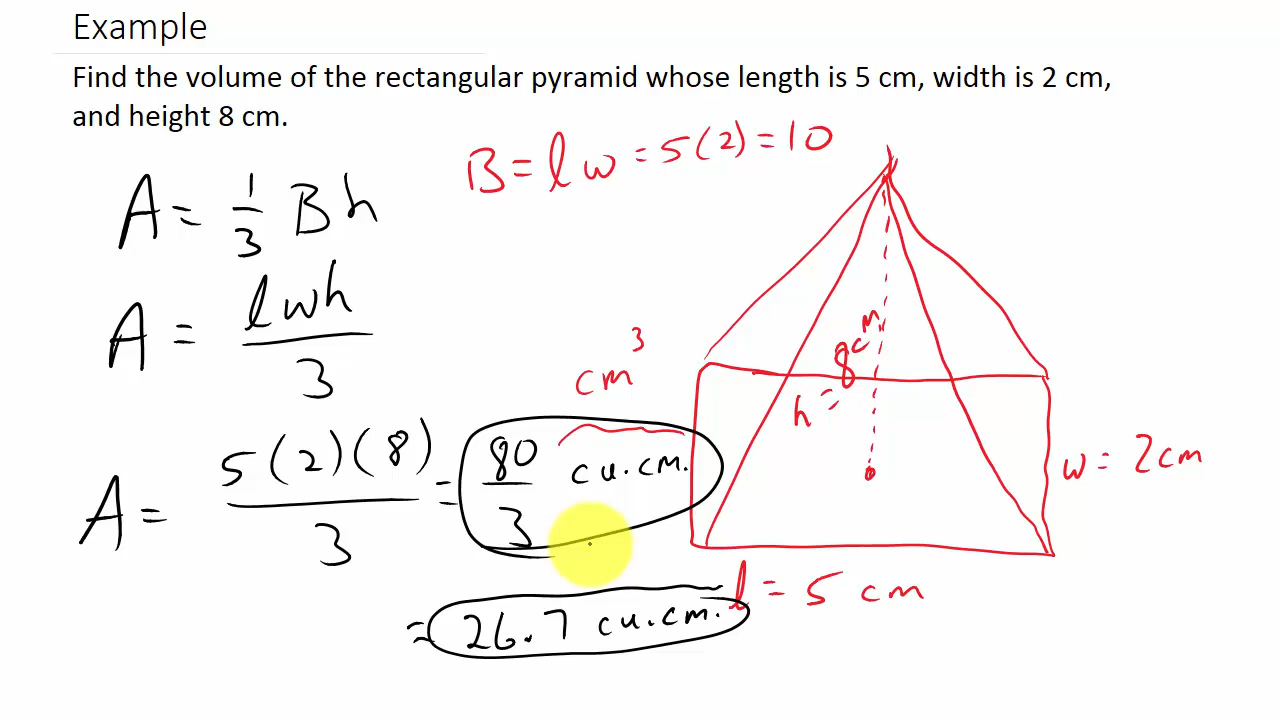 Example
Find the volume of the rectangular pyramid whose length is 5 cm, width is 2 cm,
and height 8 cm.
B = l w = 5(2) = 10
A = 1/3 B h
A = lwh/3
cm³
h = 8cm
A = 5(2)(8)/3 = 80/3 cu.cm.
w = 2cm
l = 5 cm
= 26.7 cu.cm.